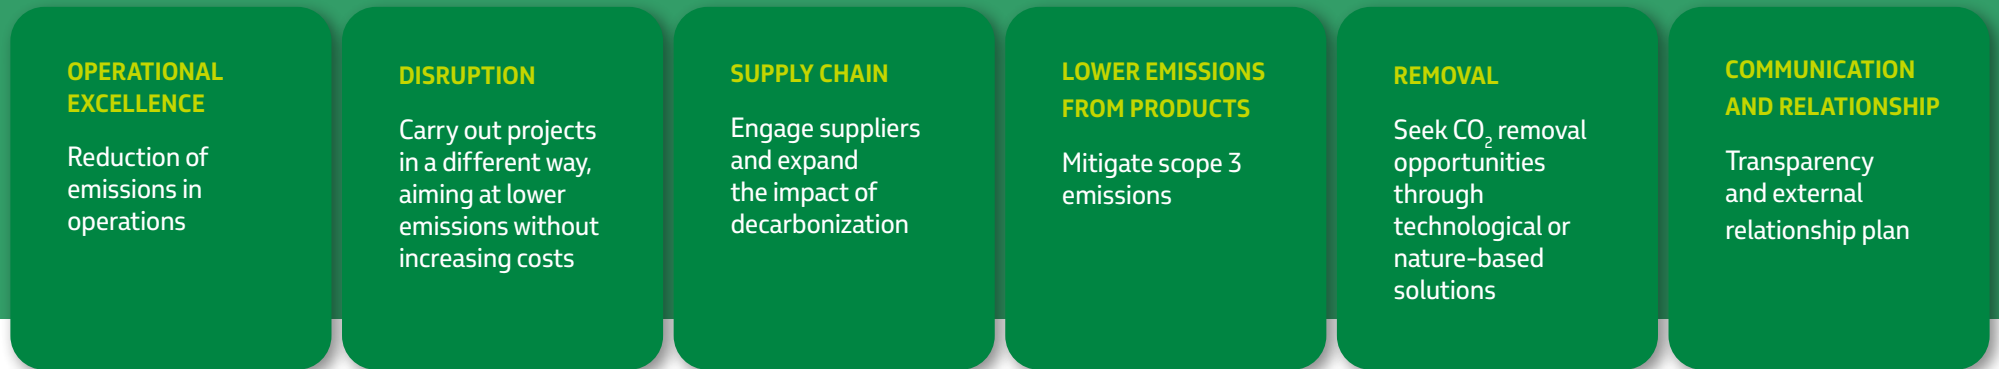 OPERATIONAL
EXCELLENCE
Reduction of
emissions in
operations
DISRUPTION
Carry out projects
in a different way,
aiming at lower
emissions without
increasing costs
SUPPLY CHAIN
Engage suppliers
and expand
the impact of
decarbonization
LOWER EMISSIONS
FROM PRODUCTS
Mitigate scope 3
emissions
REMOVAL
Seek CO₂ removal
opportunities
through
technological or
nature-based
solutions
COMMUNICATION
AND RELATIONSHIP
Transparency
and external
relationship plan